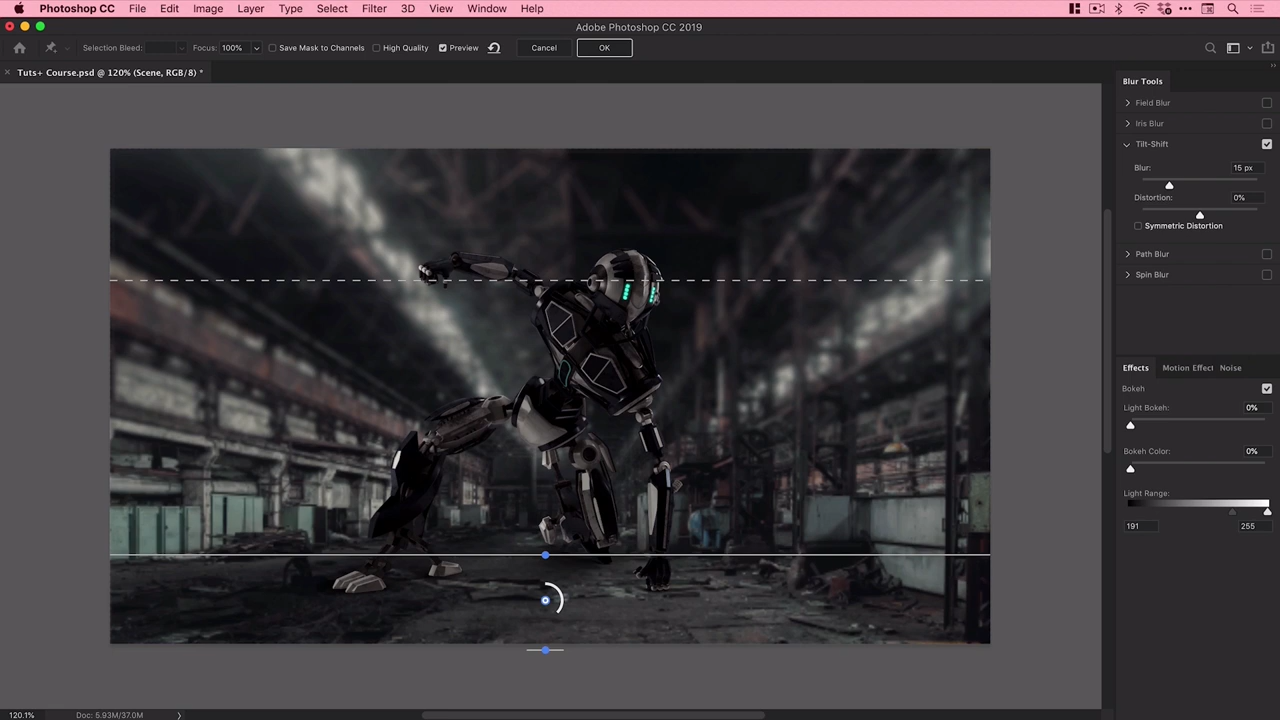 Photoshop CC File Edit Image Layer Type Select Filter 3D View Window Help
Adobe Photoshop CC 2019
Selection Bleed: Focus: 100% Save Mask to Channels High Quality Preview Cancel OK
× Tuts+ Course.psd @ 120% (Scene, RGB/8) *
Blur Tools
Field Blur
Iris Blur
Tilt-Shift
Blur: 15 px
Distortion: 0%
Symmetric Distortion
Path Blur
Spin Blur
Effects Motion Effect Noise
Bokeh
Light Bokeh: 0%
Bokeh Color: 0%
Light Range:
191 255
120.1% Doc: 5.93M/37.0M